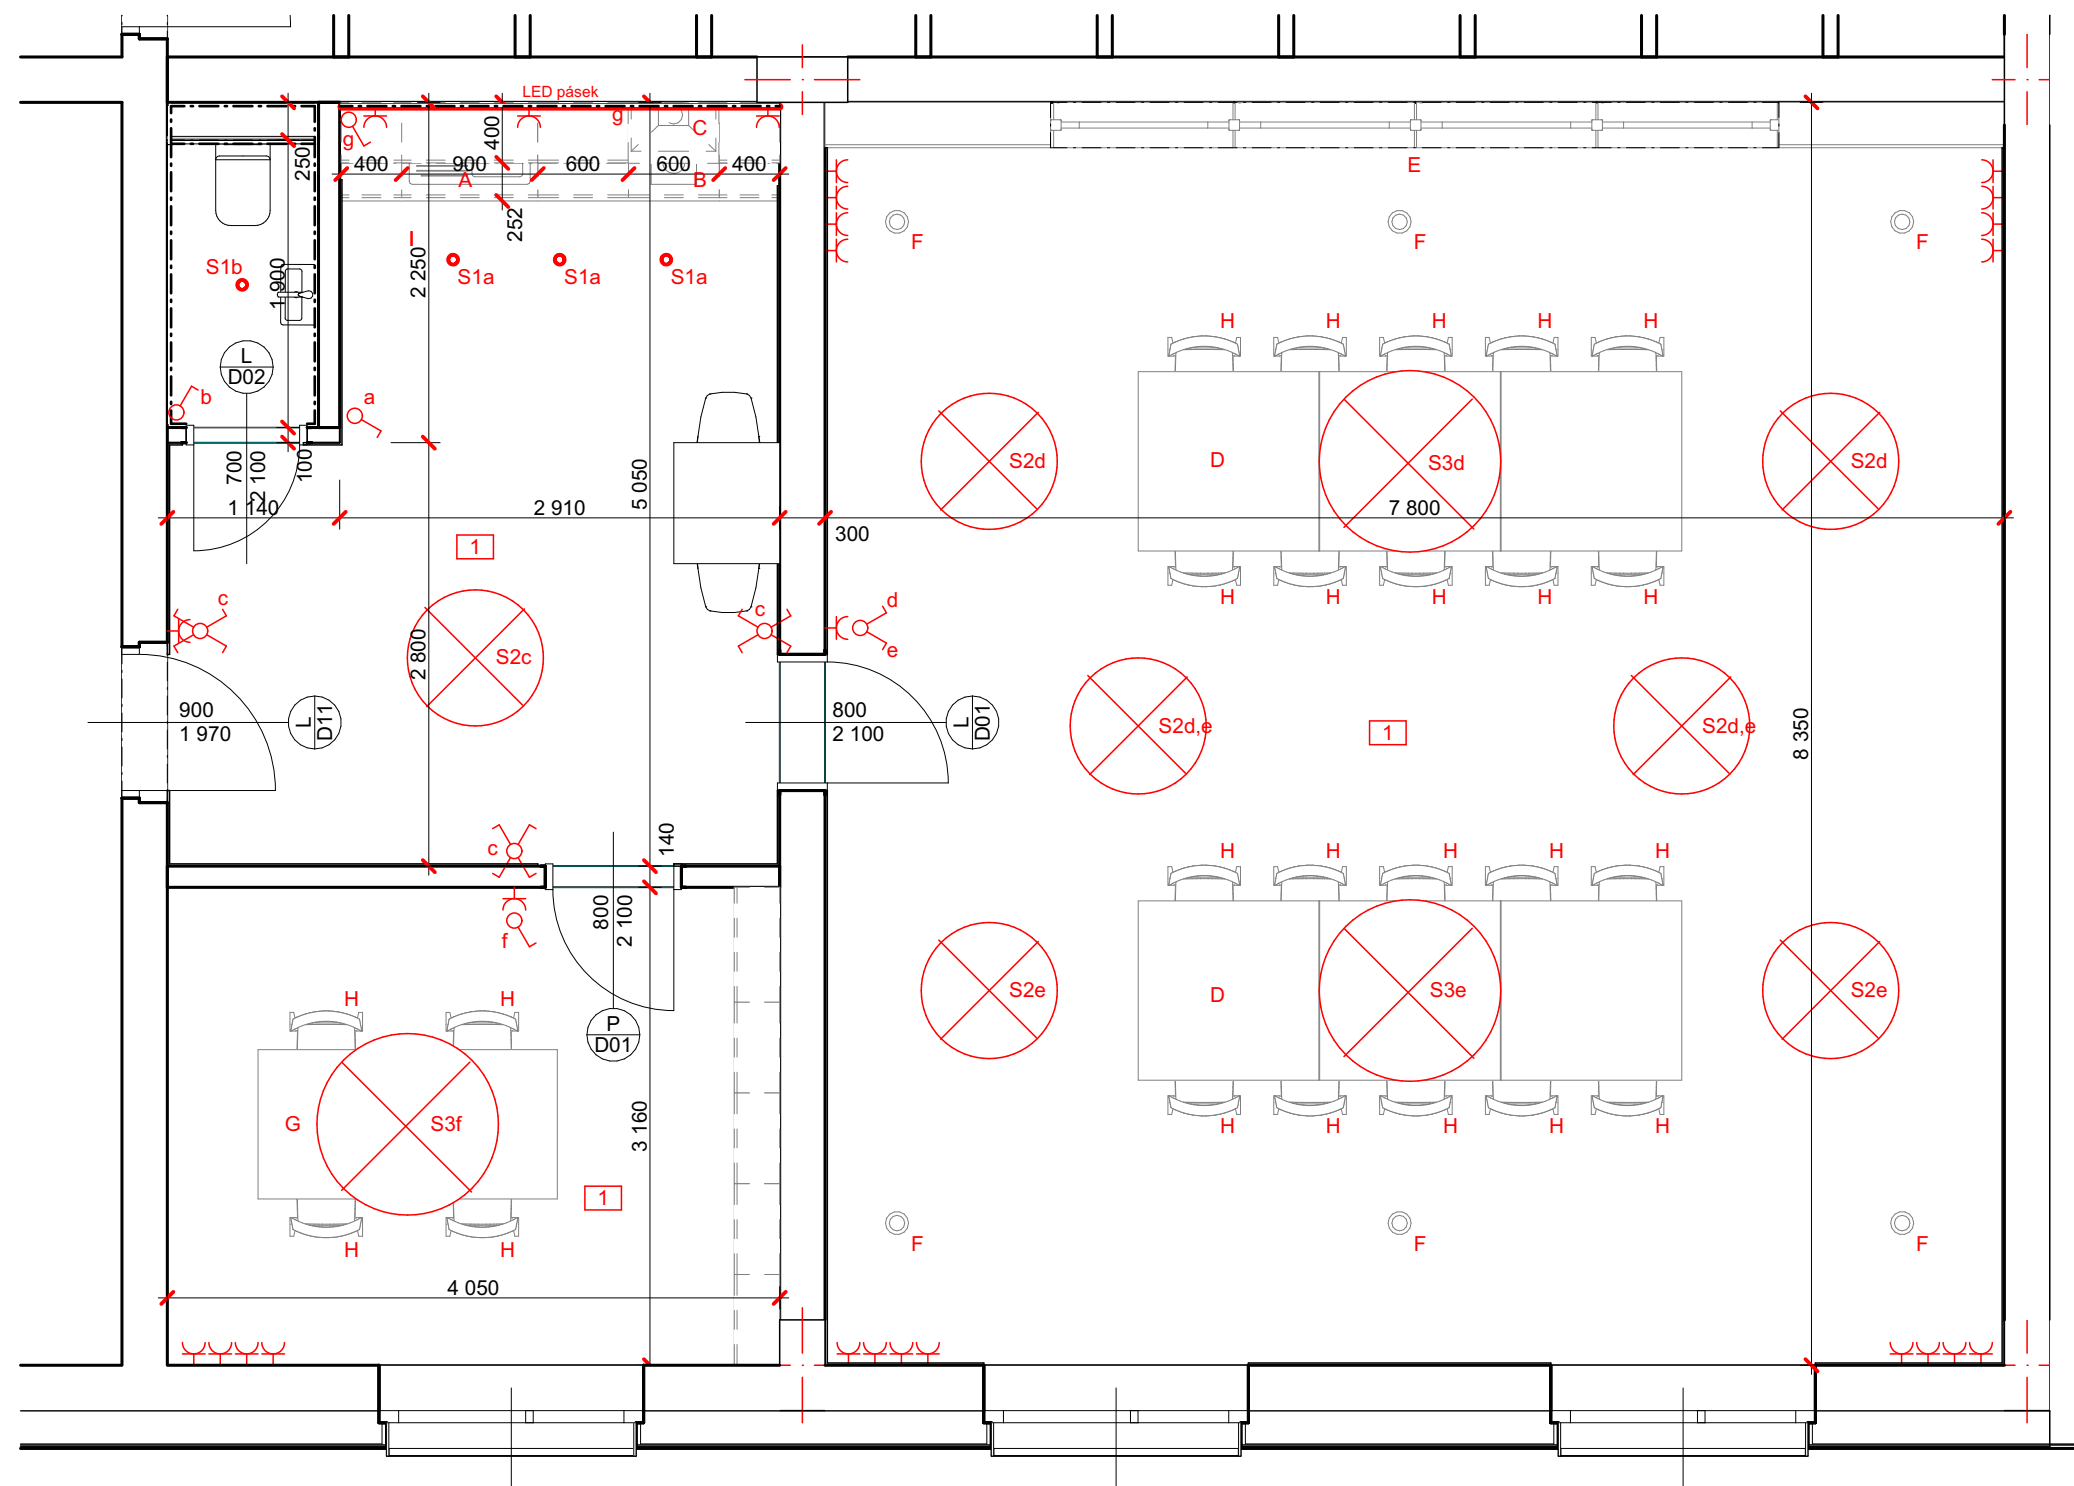 LED pásek
g
g
C
400
250
400
900
600
600
400
A
B
E
252
I
2 250
F
F
F
S1b
1 900
S1a
S1a
S1a
H
H
H
H
H
L
D02
b
a
S2d
D
S3d
S2d
700
2 100
100
5 050
1 140
2 910
7 800
300
1
H
H
H
H
H
c
c
d
e
2 800
S2c
900
1 970
L
D11
800
2 100
L
D01
S2d,e
1
S2d,e
8 350
c
140
H
H
H
H
H
800
2 100
f
S2e
D
S3e
S2e
H
H
P
D01
G
S3f
3 160
H
H
H
H
H
1
H
H
F
F
F
4 050